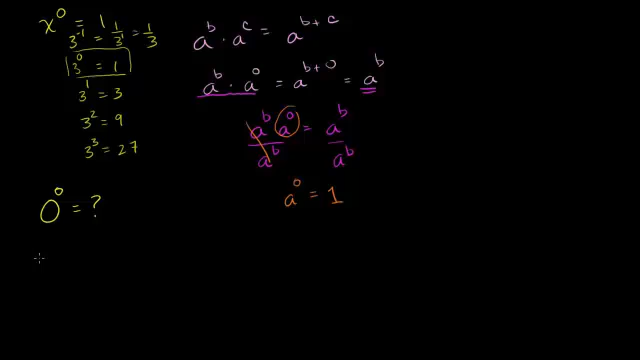 x⁰ = 1
3⁻¹ = 1/3¹ = 1/3
3⁰ = 1
3¹ = 3
3² = 9
3³ = 27
0⁰ = ?
aᵇ · aᶜ = aᵇ⁺ᶜ
aᵇ · a⁰ = aᵇ⁺⁰ = aᵇ
aᵇ a⁰ / aᵇ = aᵇ / aᵇ
a⁰ = 1